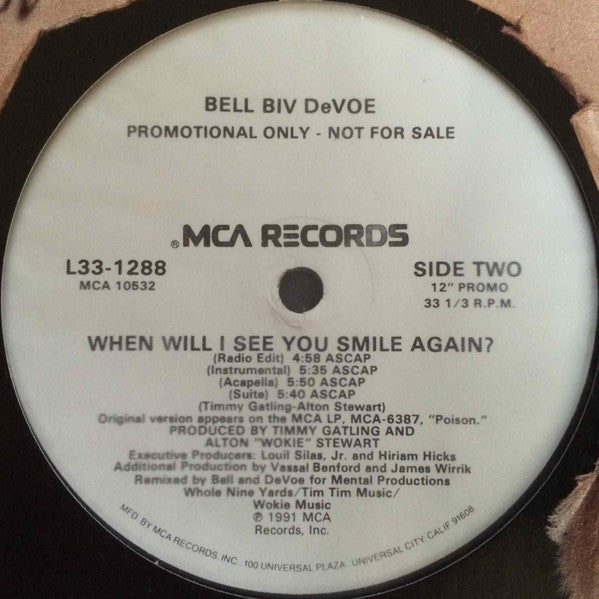 BELL BIV DeVOE
PROMOTIONAL ONLY - NOT FOR SALE
®MCA RECORDS
L33-1288
MCA 10532
SIDE TWO
12" PROMO
33 1/3 R.P.M.
WHEN WILL I SEE YOU SMILE AGAIN?
(Radio Edit) 4:58 ASCAP
(Instrumental) 5:35 ASCAP
(Acapella) 5:50 ASCAP
(Suite) 5:40 ASCAP
(Timmy Gatling-Alton Stewart)
Original version appears on the MCA LP, MCA-6387, "Poison."
PRODUCED BY TIMMY GATLING AND
ALTON "WOKIE" STEWART
Executive Producers: Louil Silas, Jr. and Hiriam Hicks
Additional Production by Vassal Benford and James Wirrik
Remixed by Bell and DeVoe for Mental Productions
Whole Nine Yards/Tim Tim Music/
Wokie Music
℗ 1991 MCA
Records, Inc.
MFD. BY MCA RECORDS, INC. 100 UNIVERSAL PLAZA UNIVERSAL CITY, CALIF. 91608